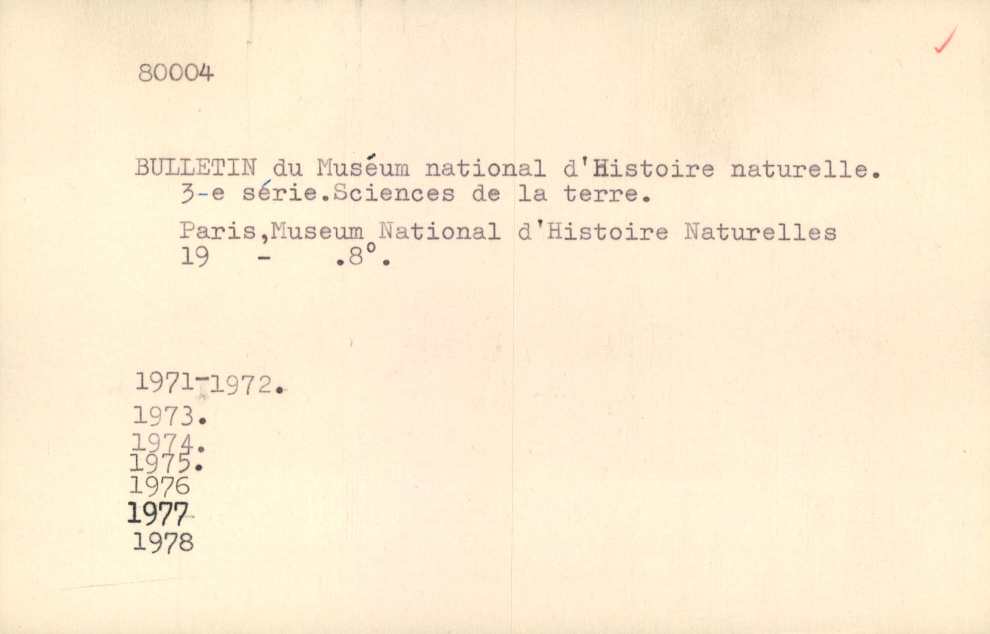 80004
BULLETIN du Muséum national d'Histoire naturelle.
3-e série.Sciences de la terre.
Paris,Museum National d'Histoire Naturelles
19 - .8°.
1971-1972.
1973.
1974.
1975.
1976
1977
1978